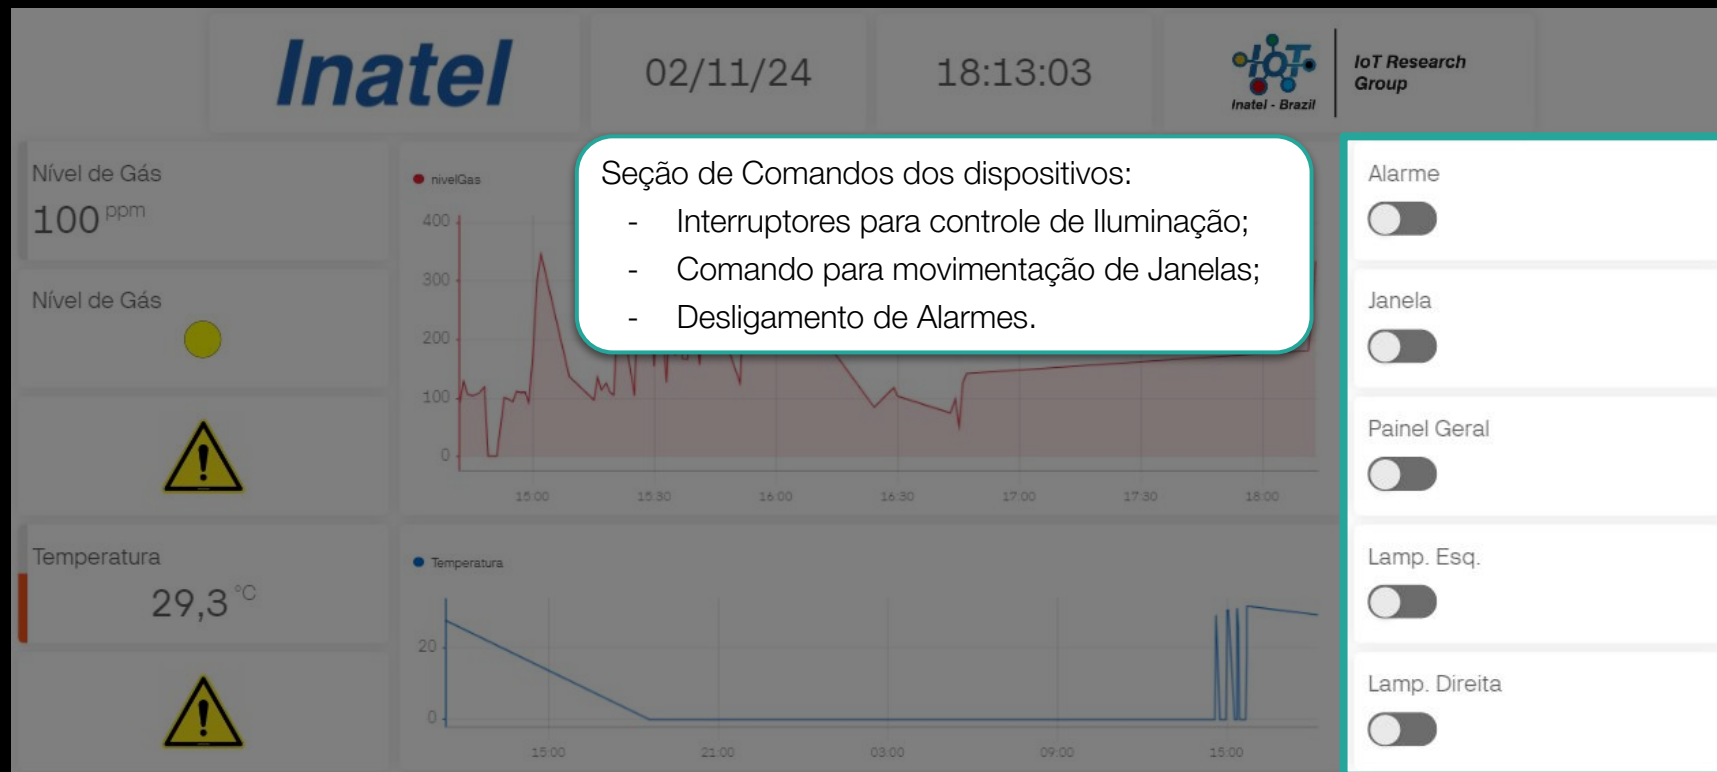 Inatel
02/11/24
18:13:03
IoT
Inatel - Brazil
IoT Research
Group
Nível de Gás
100 ppm
Nível de Gás
Temperatura
29,3 °C
nivelGas
400
300
200
100
0
15:00 15:30 16:00 16:30 17:00 17:30 18:00
Seção de Comandos dos dispositivos:
- Interruptores para controle de Iluminação;
- Comando para movimentação de Janelas;
- Desligamento de Alarmes.
Temperatura
20
0
15:00 21:00 03:00 09:00 15:00
Alarme
Janela
Painel Geral
Lamp. Esq.
Lamp. Direita